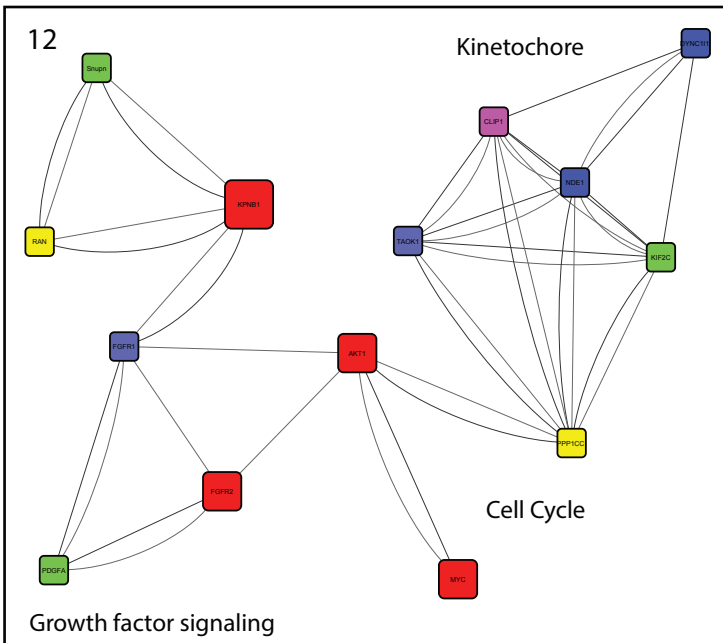 12
Kinetochore
DYNC1I1
Snupn
CLIP1
NDE1
KPNB1
RAN
TAOK1
KIF2C
FGFR1
AKT1
PPP1CC
FGFR2
Cell Cycle
PDGFA
MYC
Growth factor signaling